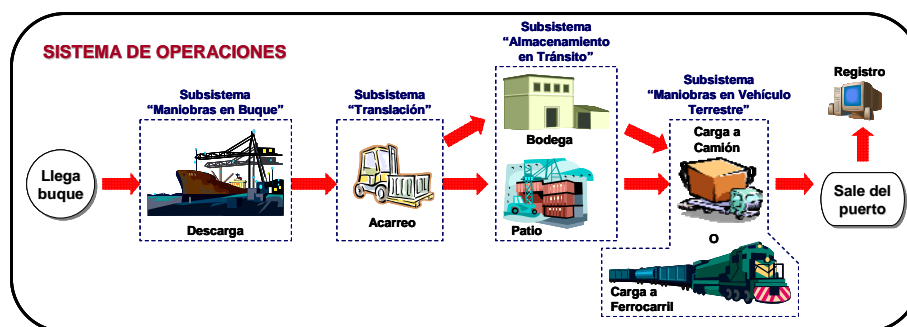 SISTEMA DE OPERACIONES
Subsistema
“Maniobras en Buque”
Subsistema
“Translación”
Subsistema
“Almacenamiento
en Tránsito”
Subsistema
“Maniobras en Vehículo
Terrestre”
Registro
Llega
buque
Descarga
Acarreo
Bodega
Patio
Carga a
Camión
O
Carga a
Ferrocarril
Sale del
puerto